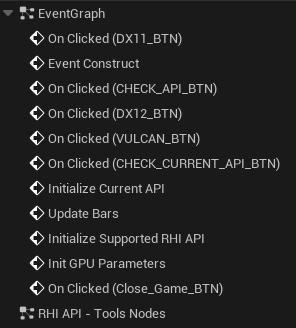 EventGraph
On Clicked (DX11_BTN)
Event Construct
On Clicked (CHECK_API_BTN)
On Clicked (DX12_BTN)
On Clicked (VULCAN_BTN)
On Clicked (CHECK_CURRENT_API_BTN)
Initialize Current API
Update Bars
Initialize Supported RHI API
Init GPU Parameters
On Clicked (Close_Game_BTN)
RHI API - Tools Nodes